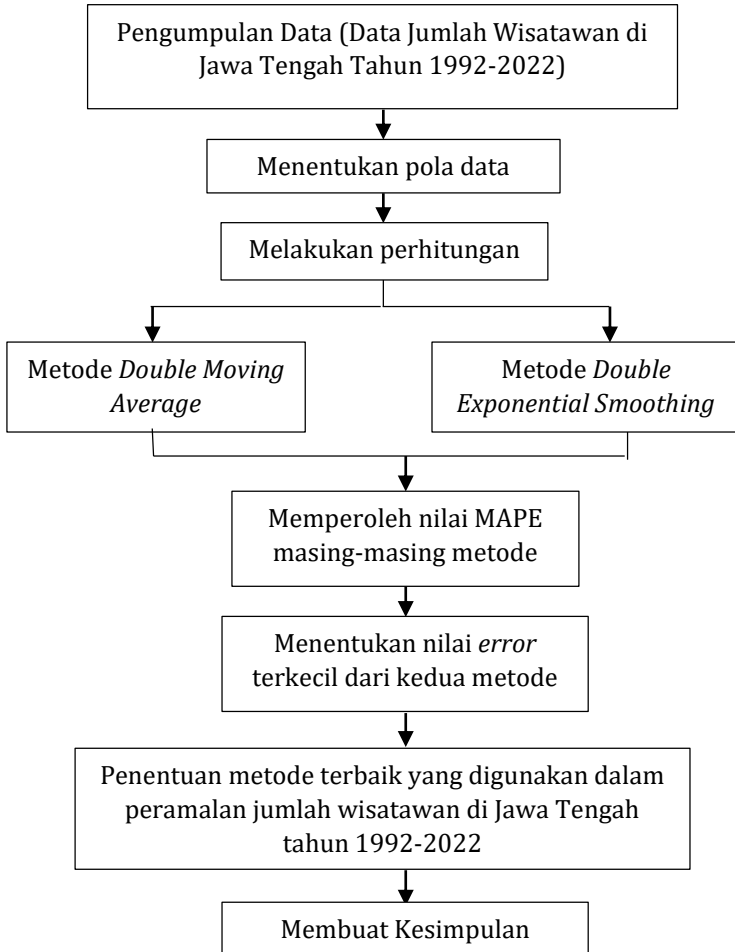 Pengumpulan Data (Data Jumlah Wisatawan di
Jawa Tengah Tahun 1992-2022)
Menentukan pola data
Melakukan perhitungan
Metode Double Moving
Average
Metode Double
Exponential Smoothing
Memperoleh nilai MAPE
masing-masing metode
Menentukan nilai error
terkecil dari kedua metode
Penentuan metode terbaik yang digunakan dalam
peramalan jumlah wisatawan di Jawa Tengah
tahun 1992-2022
Membuat Kesimpulan